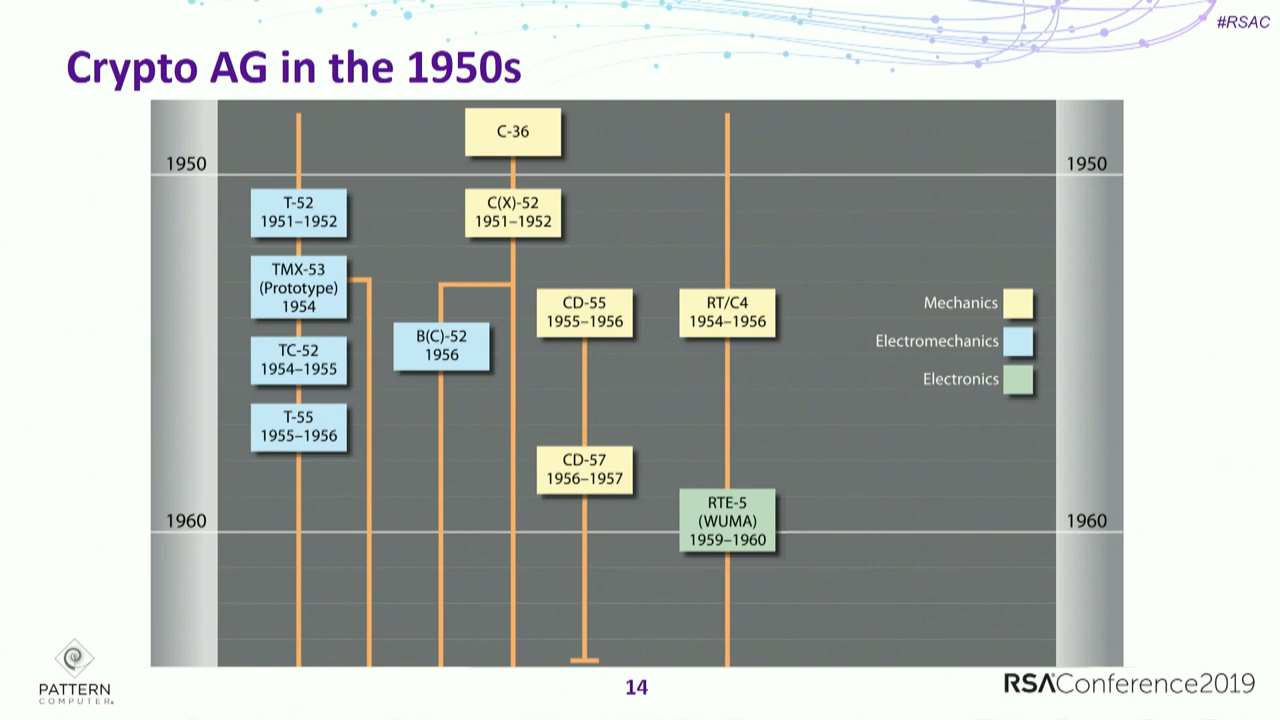 #RSAC
Crypto AG in the 1950s
C-36
1950
1950
T-52
1951–1952
C(X)-52
1951–1952
TMX-53
(Prototype)
1954
CD-55
1955–1956
RT/C4
1954–1956
Mechanics
B(C)-52
1956
Electromechanics
TC-52
1954–1955
Electronics
T-55
1955–1956
CD-57
1956–1957
RTE-5
(WUMA)
1959–1960
1960
1960
PATTERN
COMPUTER
14
RSAConference2019